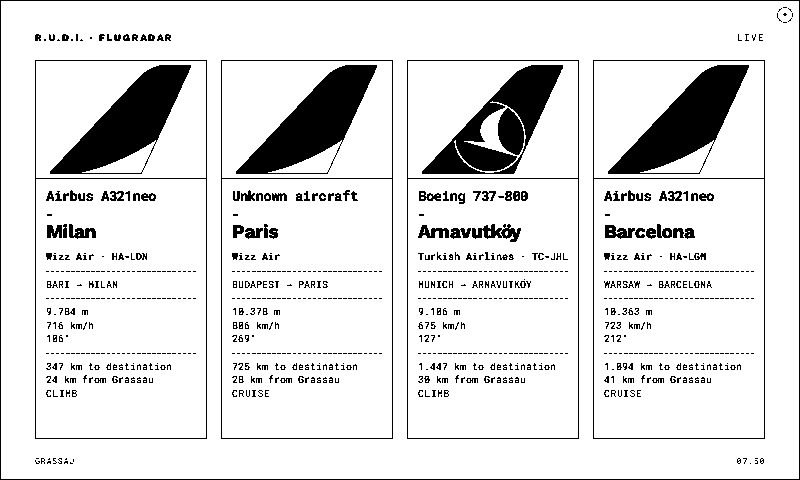 R.U.D.I. · FLUGRADAR
LIVE
Airbus A321neo
-
Milan
Wizz Air · HA-LDN
BARI → MILAN
9.784 m
716 km/h
106°
347 km to destination
24 km from Grassau
CLIMB
Unknown aircraft
-
Paris
Wizz Air
BUDAPEST → PARIS
10.378 m
806 km/h
269°
725 km to destination
28 km from Grassau
CRUISE
Boeing 737-800
-
Arnavutköy
Turkish Airlines · TC-JHL
MUNICH → ARNAVUTKÖY
9.106 m
675 km/h
127°
1.447 km to destination
30 km from Grassau
CLIMB
Airbus A321neo
-
Barcelona
Wizz Air · HA-LGM
WARSAW → BARCELONA
10.363 m
723 km/h
212°
1.094 km to destination
41 km from Grassau
CRUISE
GRASSAU
07.50